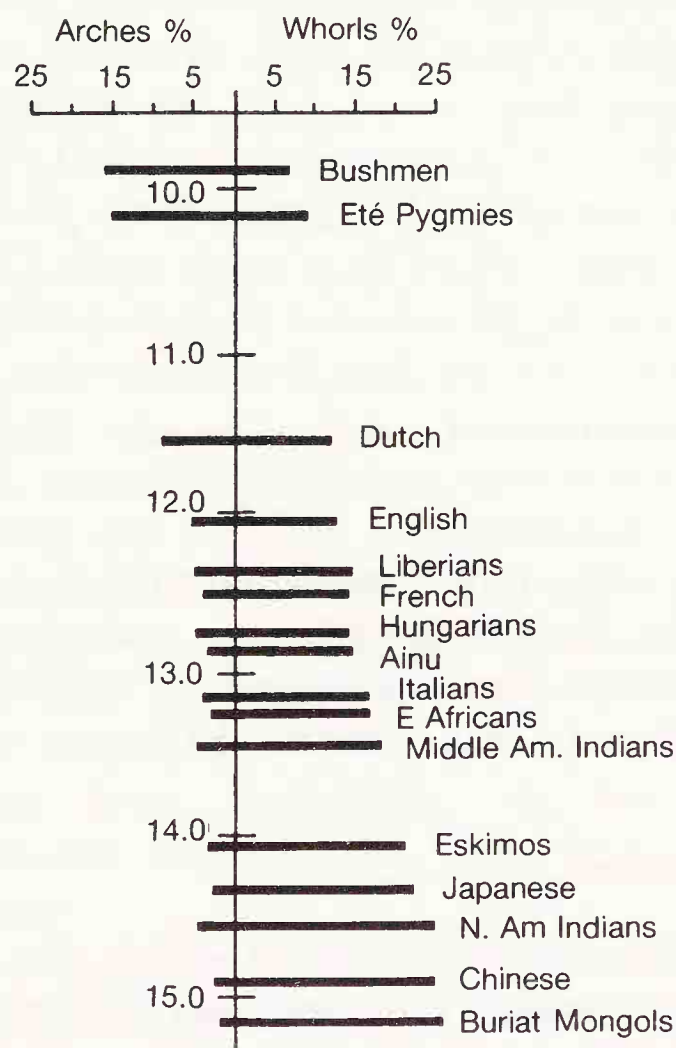 Arches % Whorls %
25 15 5 5 15 25
Bushmen
10.0
Eté Pygmies
11.0
Dutch
12.0
English
Liberians
French
Hungarians
Ainu
13.0
Italians
E Africans
Middle Am. Indians
14.0
Eskimos
Japanese
N. Am Indians
Chinese
15.0
Buriat Mongols